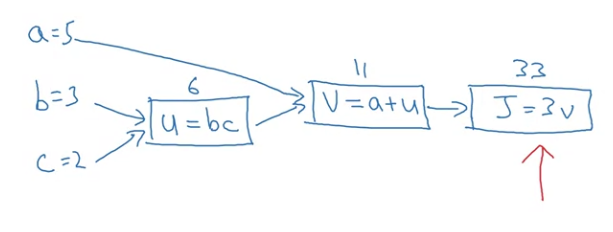 a=5
11
33
b=3
6
V=a+u
J=3v
u=bc
c=2